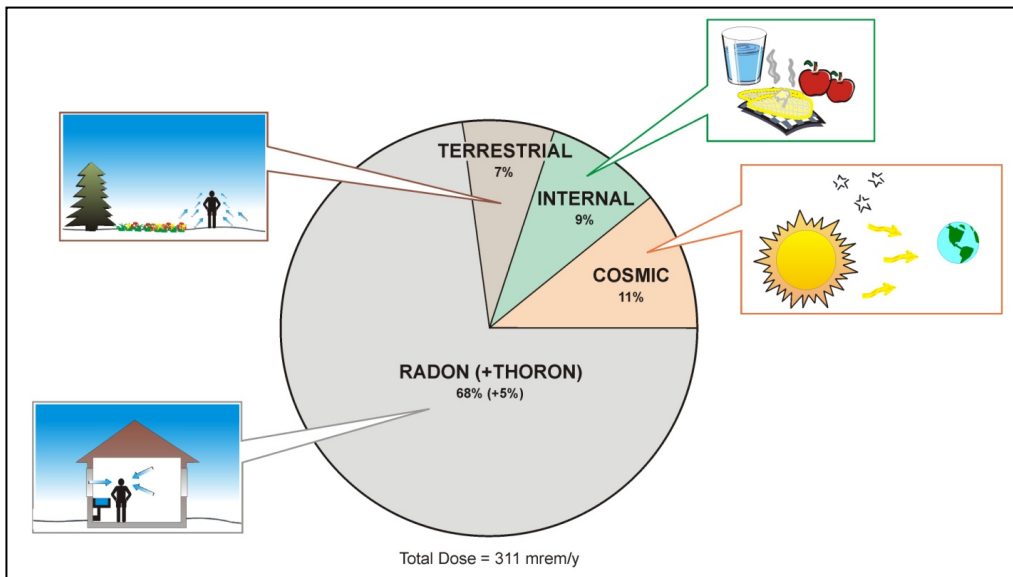 TERRESTRIAL
7%
INTERNAL
9%
COSMIC
11%
RADON (+THORON)
68% (+5%)
Total Dose = 311 mrem/y